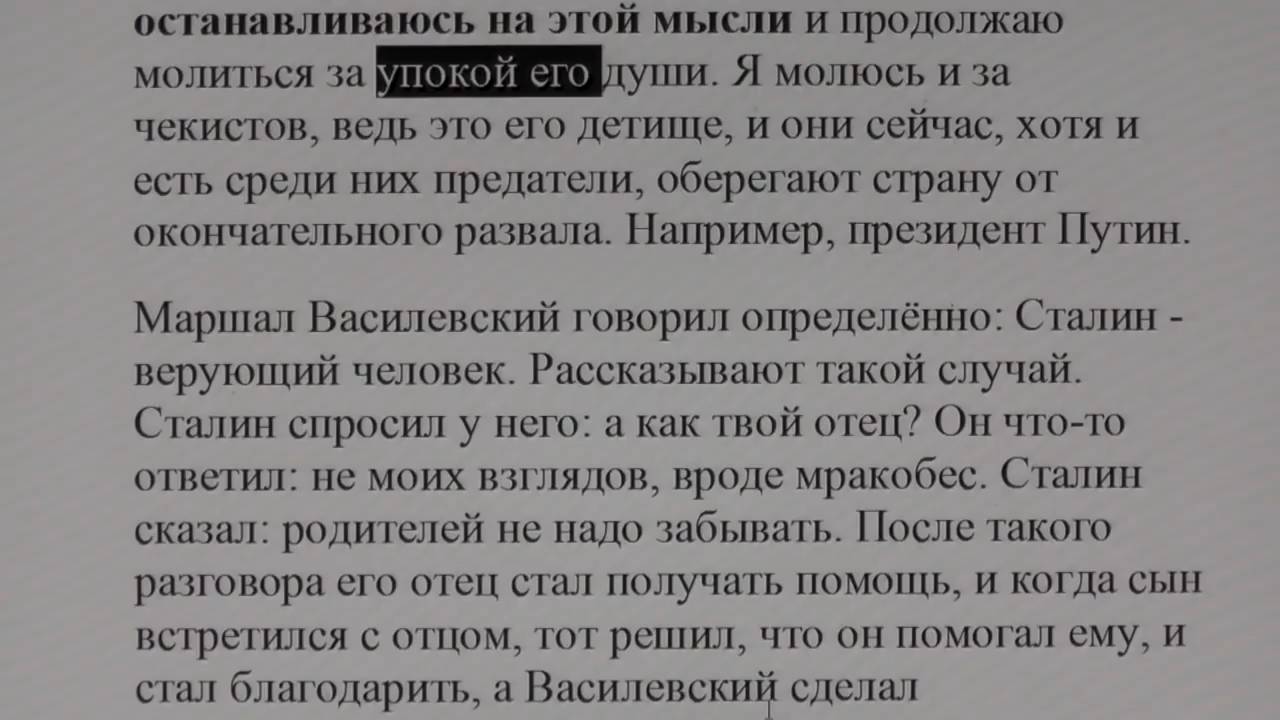 останавливаюсь на этой мысли и продолжаю
молиться за упокой его души. Я молюсь и за
чекистов, ведь это его детище, и они сейчас, хотя и
есть среди них предатели, оберегают страну от
окончательного развала. Например, президент Путин.
Маршал Василевский говорил определённо: Сталин -
верующий человек. Рассказывают такой случай.
Сталин спросил у него: а как твой отец? Он что-то
ответил: не моих взглядов, вроде мракобес. Сталин
сказал: родителей не надо забывать. После такого
разговора его отец стал получать помощь, и когда сын
встретился с отцом, тот решил, что он помогал ему, и
стал благодарить, а Василевский сделал